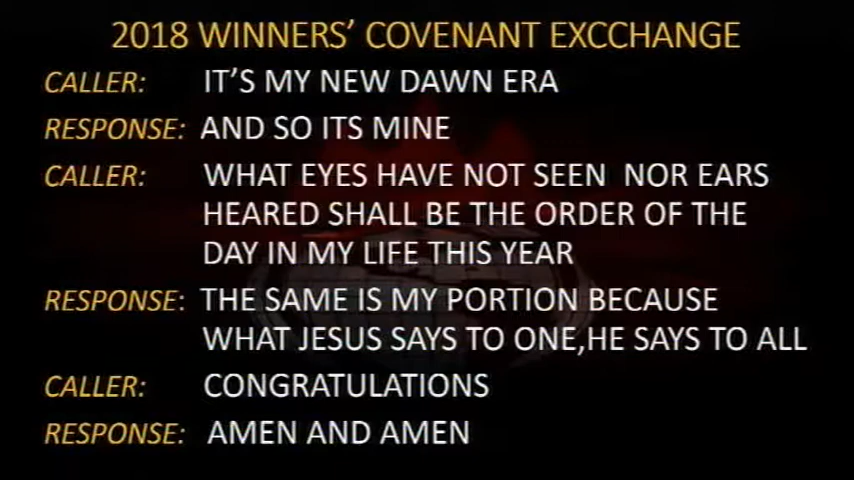 2018 WINNERS’ COVENANT EXCCHANGE
CALLER: IT’S MY NEW DAWN ERA
RESPONSE: AND SO ITS MINE
CALLER: WHAT EYES HAVE NOT SEEN NOR EARS
HEARED SHALL BE THE ORDER OF THE
DAY IN MY LIFE THIS YEAR
RESPONSE: THE SAME IS MY PORTION BECAUSE
WHAT JESUS SAYS TO ONE,HE SAYS TO ALL
CALLER: CONGRATULATIONS
RESPONSE: AMEN AND AMEN